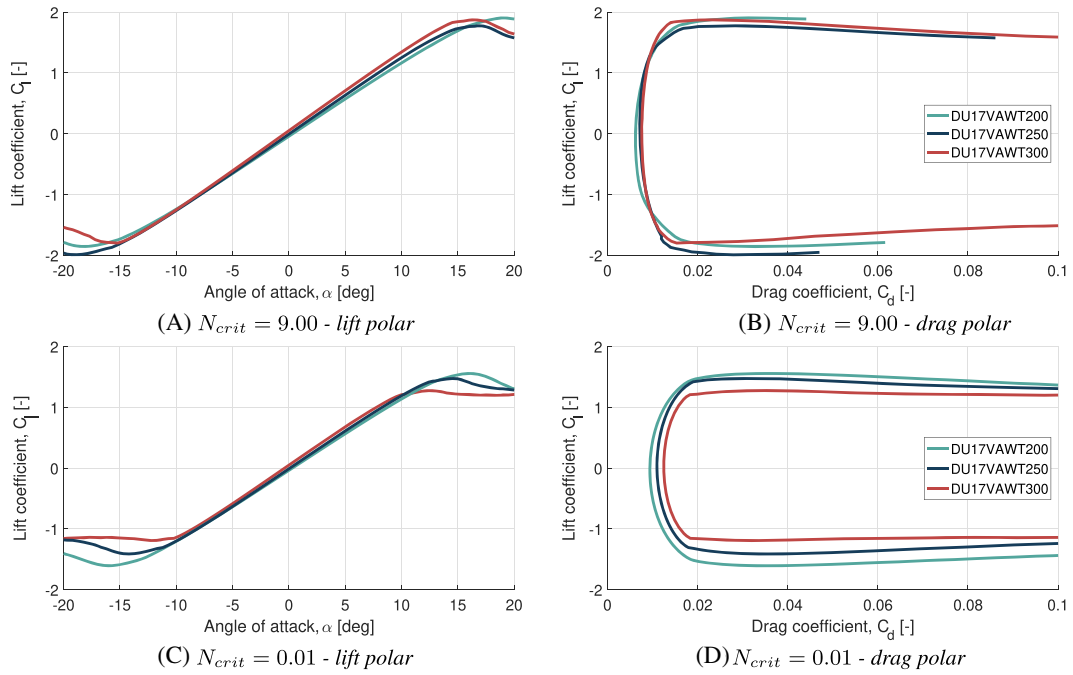 2
1
0
-1
-2
Lift coefficient, C_l [-]
-20 -15 -10 -5 0 5 10 15 20
Angle of attack, α [deg]
(A) N_crit = 9.00 - lift polar
2
1
0
-1
-2
Lift coefficient, C_l [-]
DU17VAWT200
DU17VAWT250
DU17VAWT300
0 0.02 0.04 0.06 0.08 0.1
Drag coefficient, C_d [-]
(B) N_crit = 9.00 - drag polar
2
1
0
-1
-2
Lift coefficient, C_l [-]
-20 -15 -10 -5 0 5 10 15 20
Angle of attack, α [deg]
(C) N_crit = 0.01 - lift polar
2
1
0
-1
-2
Lift coefficient, C_l [-]
DU17VAWT200
DU17VAWT250
DU17VAWT300
0 0.02 0.04 0.06 0.08 0.1
Drag coefficient, C_d [-]
(D) N_crit = 0.01 - drag polar